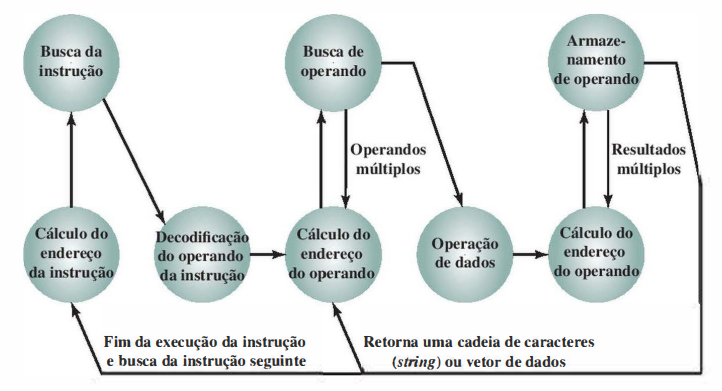 Busca da
instrução
Busca de
operando
Armaze-
namento
de operando
Operandos
múltiplos
Resultados
múltiplos
Cálculo do
endereço
da instrução
Decodificação
do operando
da instrução
Cálculo do
endereço
do operando
Operação
de dados
Cálculo do
endereço
do operando
Fim da execução da instrução
e busca da instrução seguinte
Retorna uma cadeia de caracteres
(string) ou vetor de dados